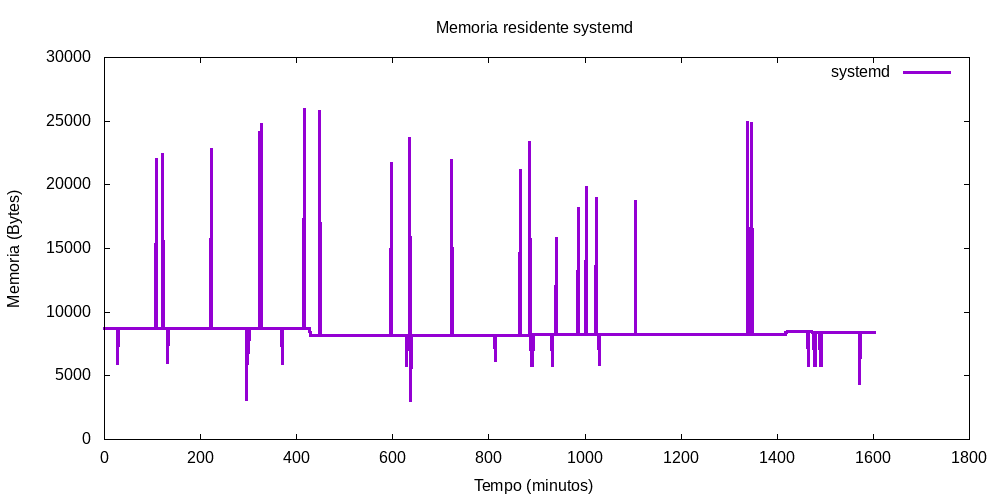 Memoria residente systemd
systemd
30000
25000
20000
15000
10000
5000
0
Memoria (Bytes)
0 200 400 600 800 1000 1200 1400 1600 1800
Tempo (minutos)